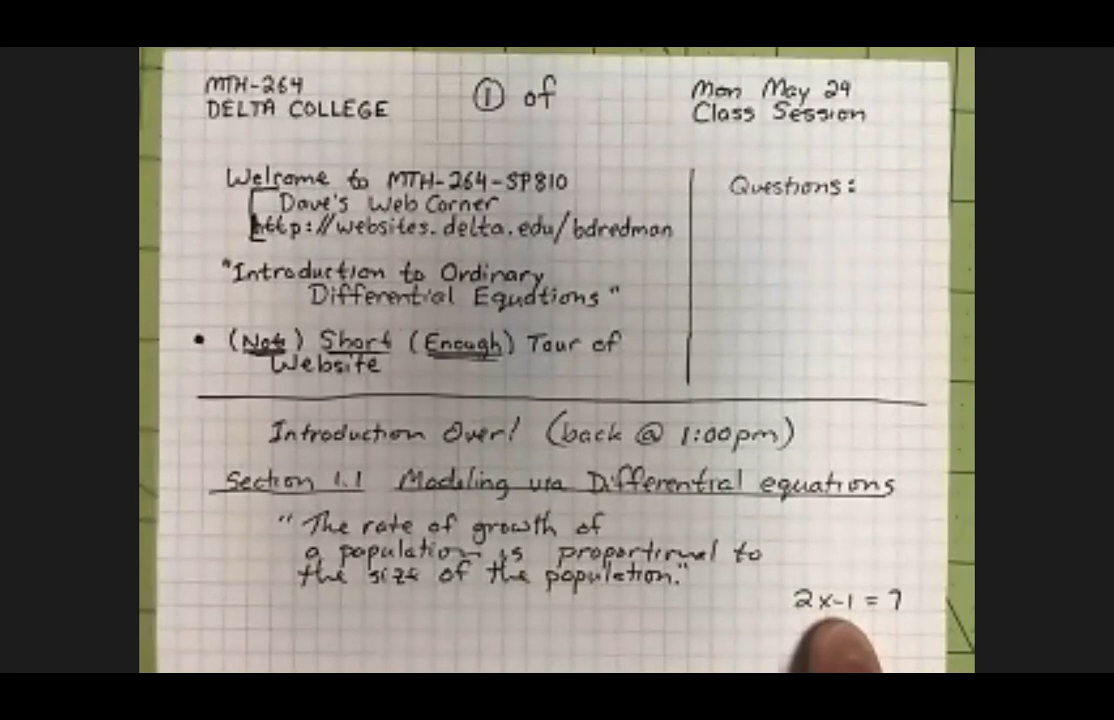 MTH-264
DELTA COLLEGE
① of
Mon May 29
Class Session
Welcome to MTH-264-SP810
Dave's Web Corner
http://websites.delta.edu/bdredman
"Introduction to Ordinary
Differential Equations"
• (Not) Short (Enough) Tour of
Website
Questions:
Introduction Over! (back @ 1:00pm)
Section 1.1 Modeling via Differential equations
"The rate of growth of
a population is proportional to
the size of the population."
2x-1 = 7